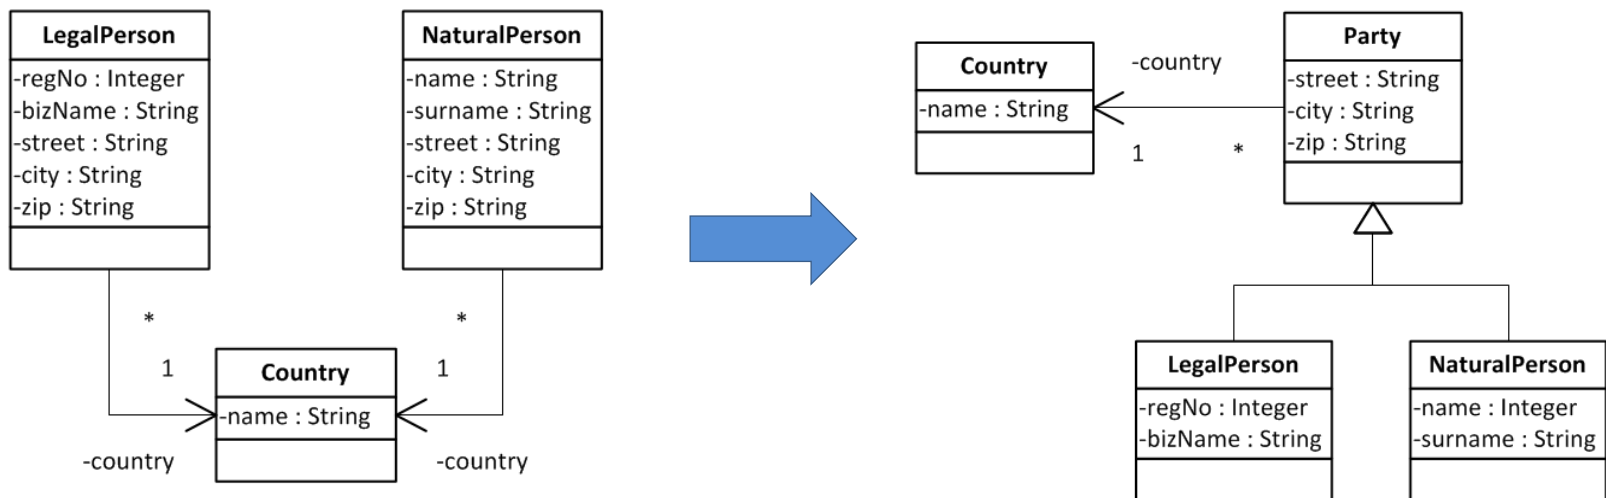 LegalPerson
-regNo : Integer
-bizName : String
-street : String
-city : String
-zip : String
NaturalPerson
-name : String
-surname : String
-street : String
-city : String
-zip : String
*
1
*
1
Country
-name : String
-country
-country
Country
-name : String
-country
1
*
Party
-street : String
-city : String
-zip : String
LegalPerson
-regNo : Integer
-bizName : String
NaturalPerson
-name : Integer
-surname : String